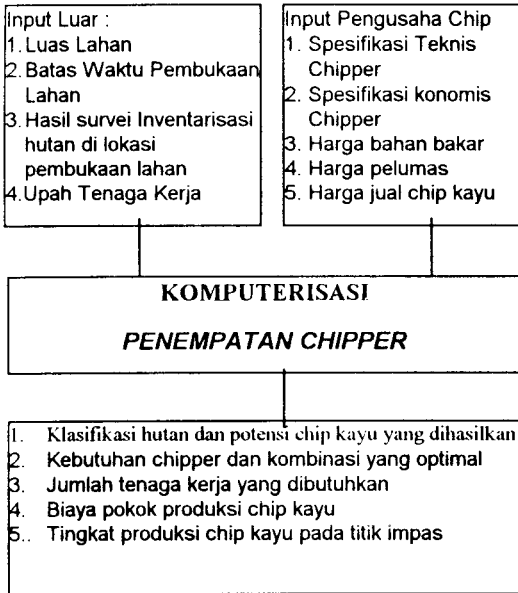 Input Luar :
1. Luas Lahan
2. Batas Waktu Pembukaan
Lahan
3. Hasil survei Inventarisasi
hutan di lokasi
pembukaan lahan
4. Upah Tenaga Kerja
Input Pengusaha Chip
1. Spesifikasi Teknis
Chipper
2. Spesifikasi konomis
Chipper
3. Harga bahan bakar
4. Harga pelumas
5. Harga jual chip kayu
KOMPUTERISASI
PENEMPATAN CHIPPER
1. Klasifikasi hutan dan potensi chip kayu yang dihasilkan
2. Kebutuhan chipper dan kombinasi yang optimal
3. Jumlah tenaga kerja yang dibutuhkan
4. Biaya pokok produksi chip kayu
5.. Tingkat produksi chip kayu pada titik impas